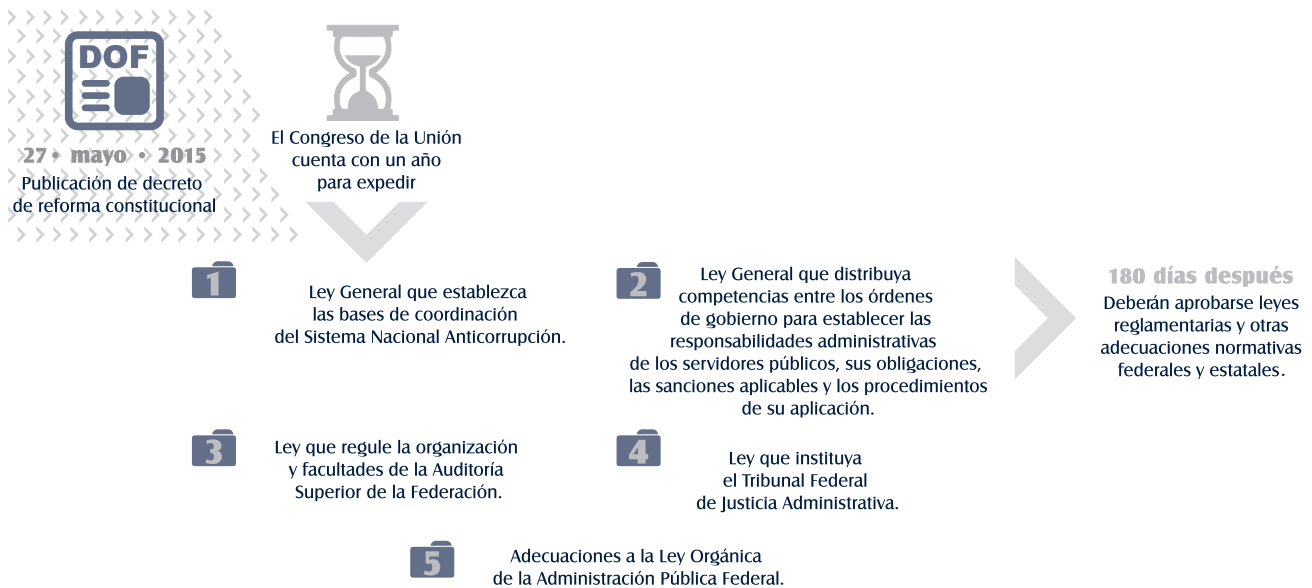 DOF
27 • mayo • 2015
Publicación de decreto
de reforma constitucional
El Congreso de la Unión
cuenta con un año
para expedir
1
Ley General que establezca
las bases de coordinación
del Sistema Nacional Anticorrupción.
2
Ley General que distribuya
competencias entre los órdenes
de gobierno para establecer las
responsabilidades administrativas
de los servidores públicos, sus obligaciones,
las sanciones aplicables y los procedimientos
de su aplicación.
3
Ley que regule la organización
y facultades de la Auditoría
Superior de la Federación.
4
Ley que instituya
el Tribunal Federal
de Justicia Administrativa.
5
Adecuaciones a la Ley Orgánica
de la Administración Pública Federal.
180 días después
Deberán aprobarse leyes
reglamentarias y otras
adecuaciones normativas
federales y estatales.